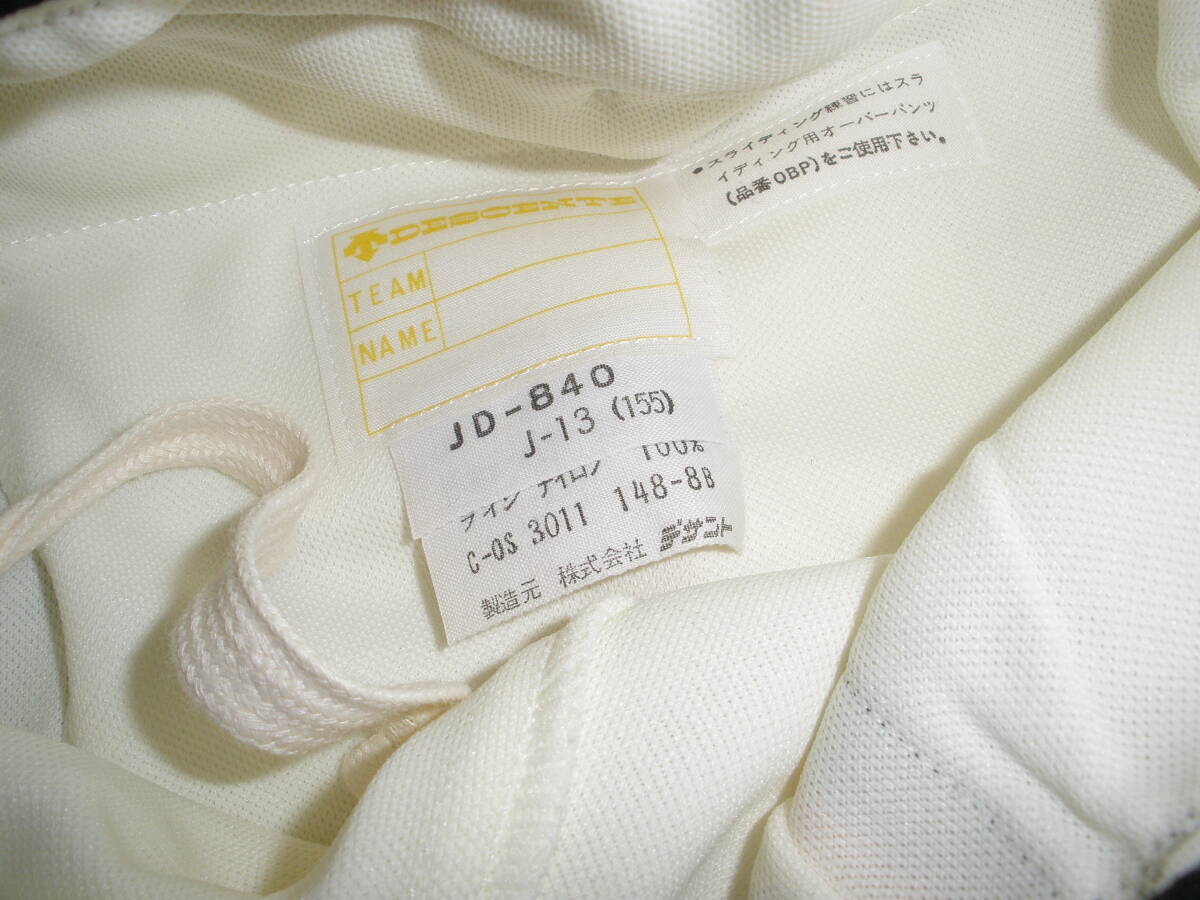 ●スライディング練習にはスラ
イディング用オーバーパンツ
(品番OBP)をご使用下さい。
DESCENTE
TEAM
NAME
JD-840
J-13 (155)
ライン ナイロン 100%
C-OS 3011 148-8B
製造元 株式会社 デサント